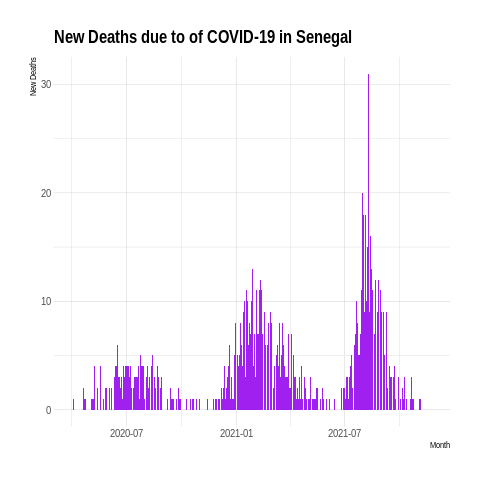 New Deaths due to of COVID-19 in Senegal
New Deaths
30
20
10
0
2020-07
2021-01
2021-07
Month